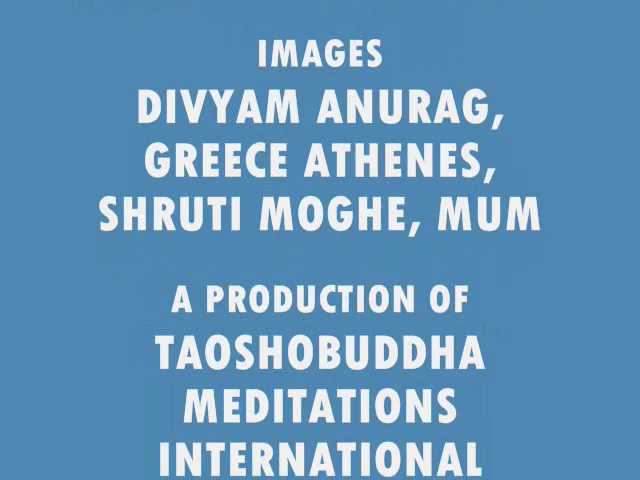 IMAGES
DIVYAM ANURAG,
GREECE ATHENES,
SHRUTI MOGHE, MUM
A PRODUCTION OF
TAOSHOBUDDHA
MEDITATIONS
INTERNATIONAL